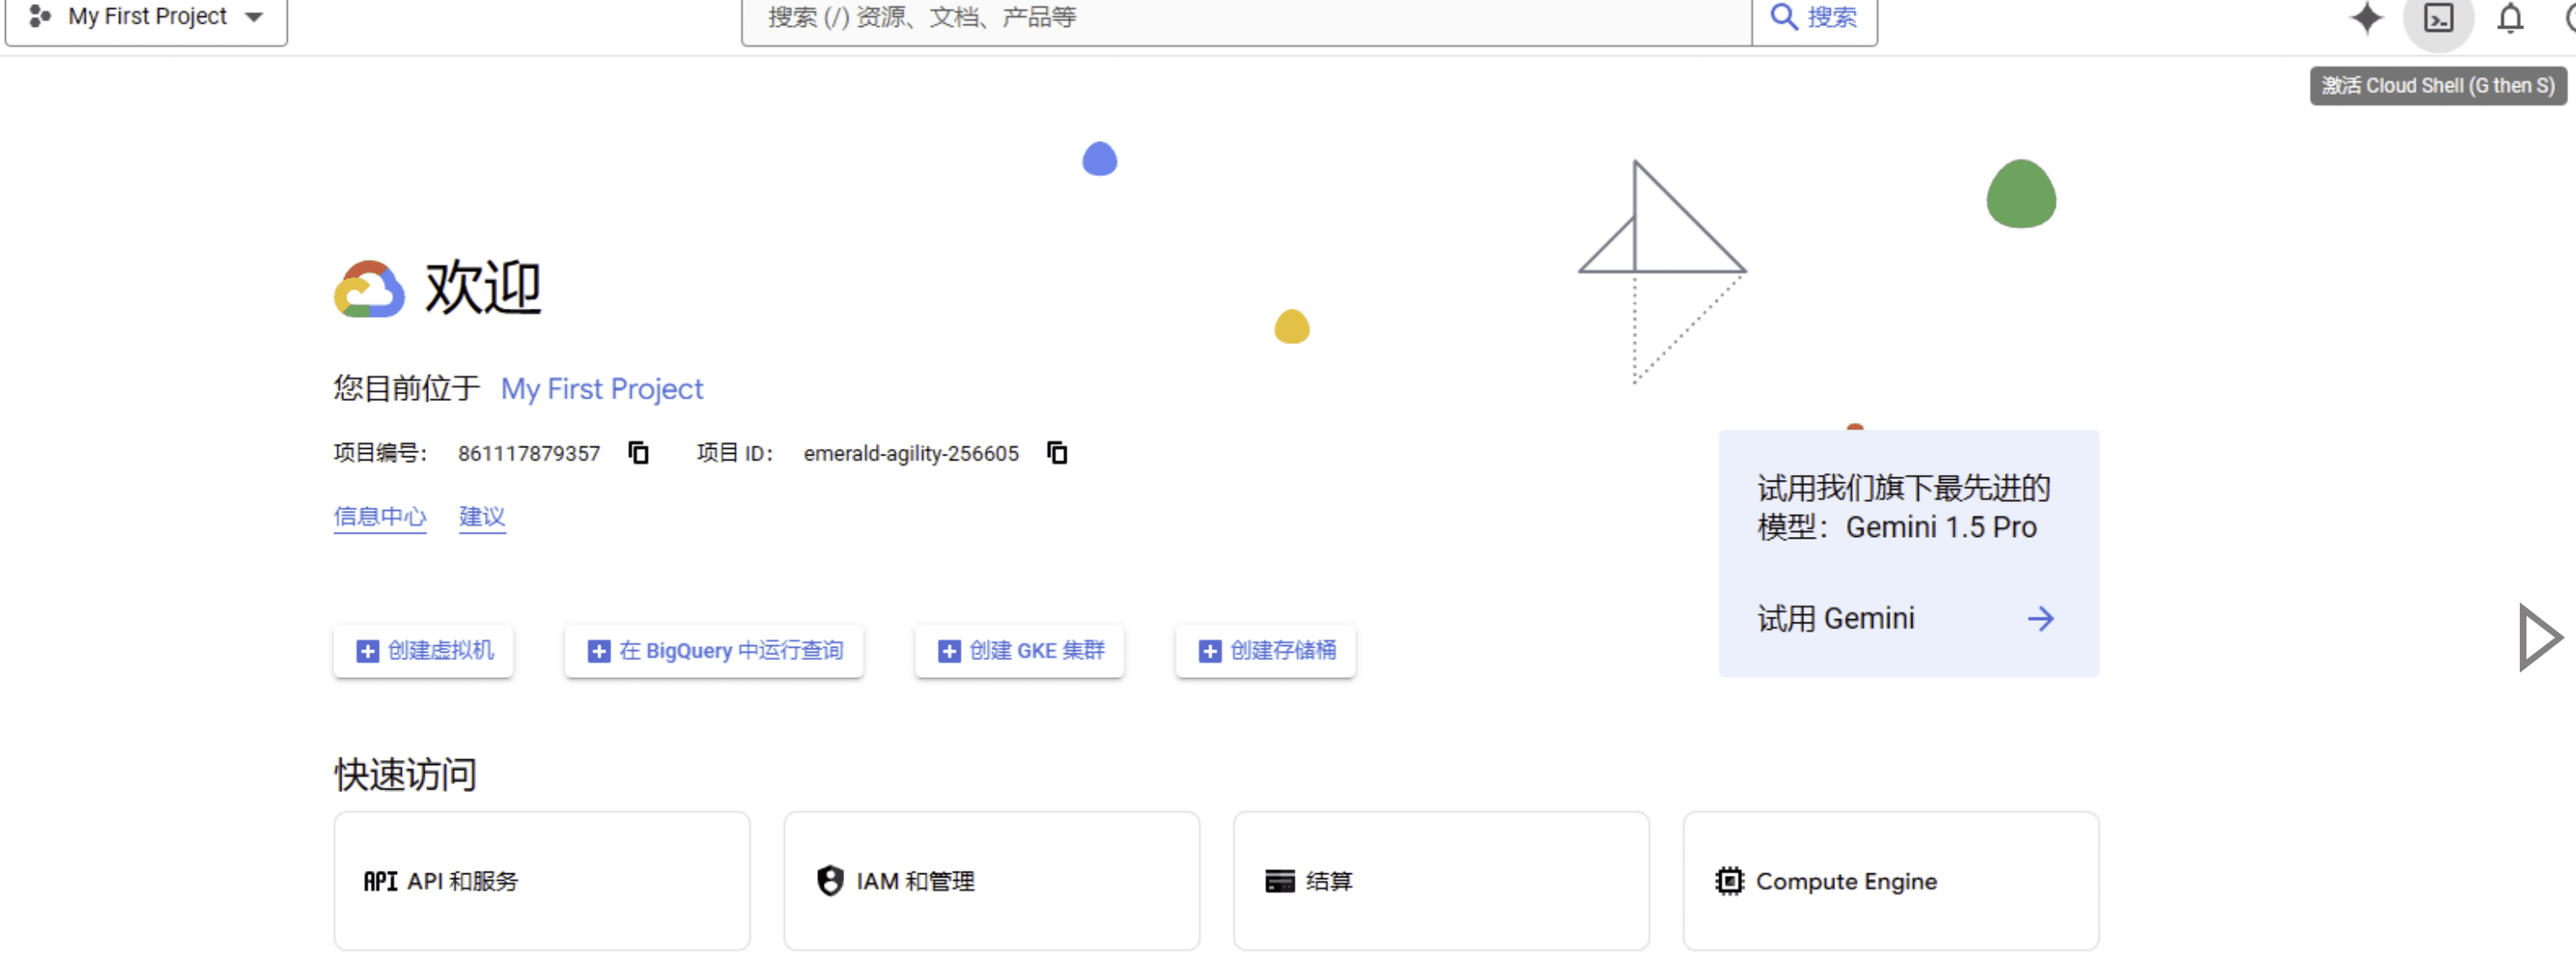 My First Project
搜索 (/) 资源、文档、产品等
搜索
激活 Cloud Shell (G then S)
欢迎
您目前位于 My First Project
项目编号： 861117879357 项目 ID： emerald-agility-256605
信息中心 建议
试用我们旗下最先进的
模型：Gemini 1.5 Pro
试用 Gemini
创建虚拟机 在 BigQuery 中运行查询 创建 GKE 集群 创建存储桶
快速访问
API API 和服务 IAM 和管理 结算 Compute Engine